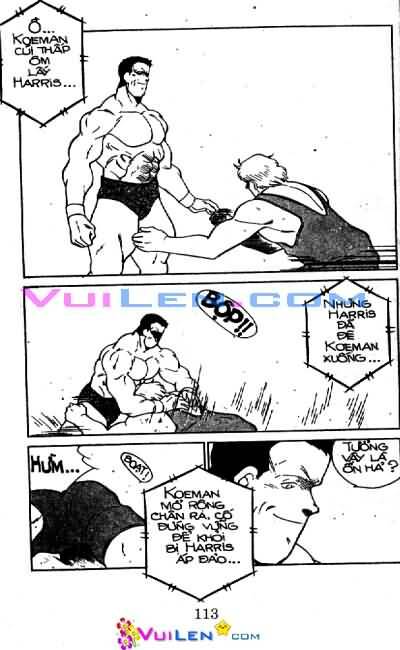 Ồ...
KOEMAN
CÚI THẤP
ÔM
LẤY
HARRIS...
VUILEN.COM
BỐP!!
NHƯNG
HARRIS
ĐÃ
ĐÈ
KOEMAN
XUỐNG...
HỪM...
BOAT!
KOEMAN
MỞ RỘNG
CHÂN RA, CỐ
ĐỨNG VỮNG
ĐỂ KHỎI
BỊ HARRIS
ÁP ĐẢO...
TƯỞNG
VẬY LÀ
ỔN HẢ?
113
VUILEN.COM